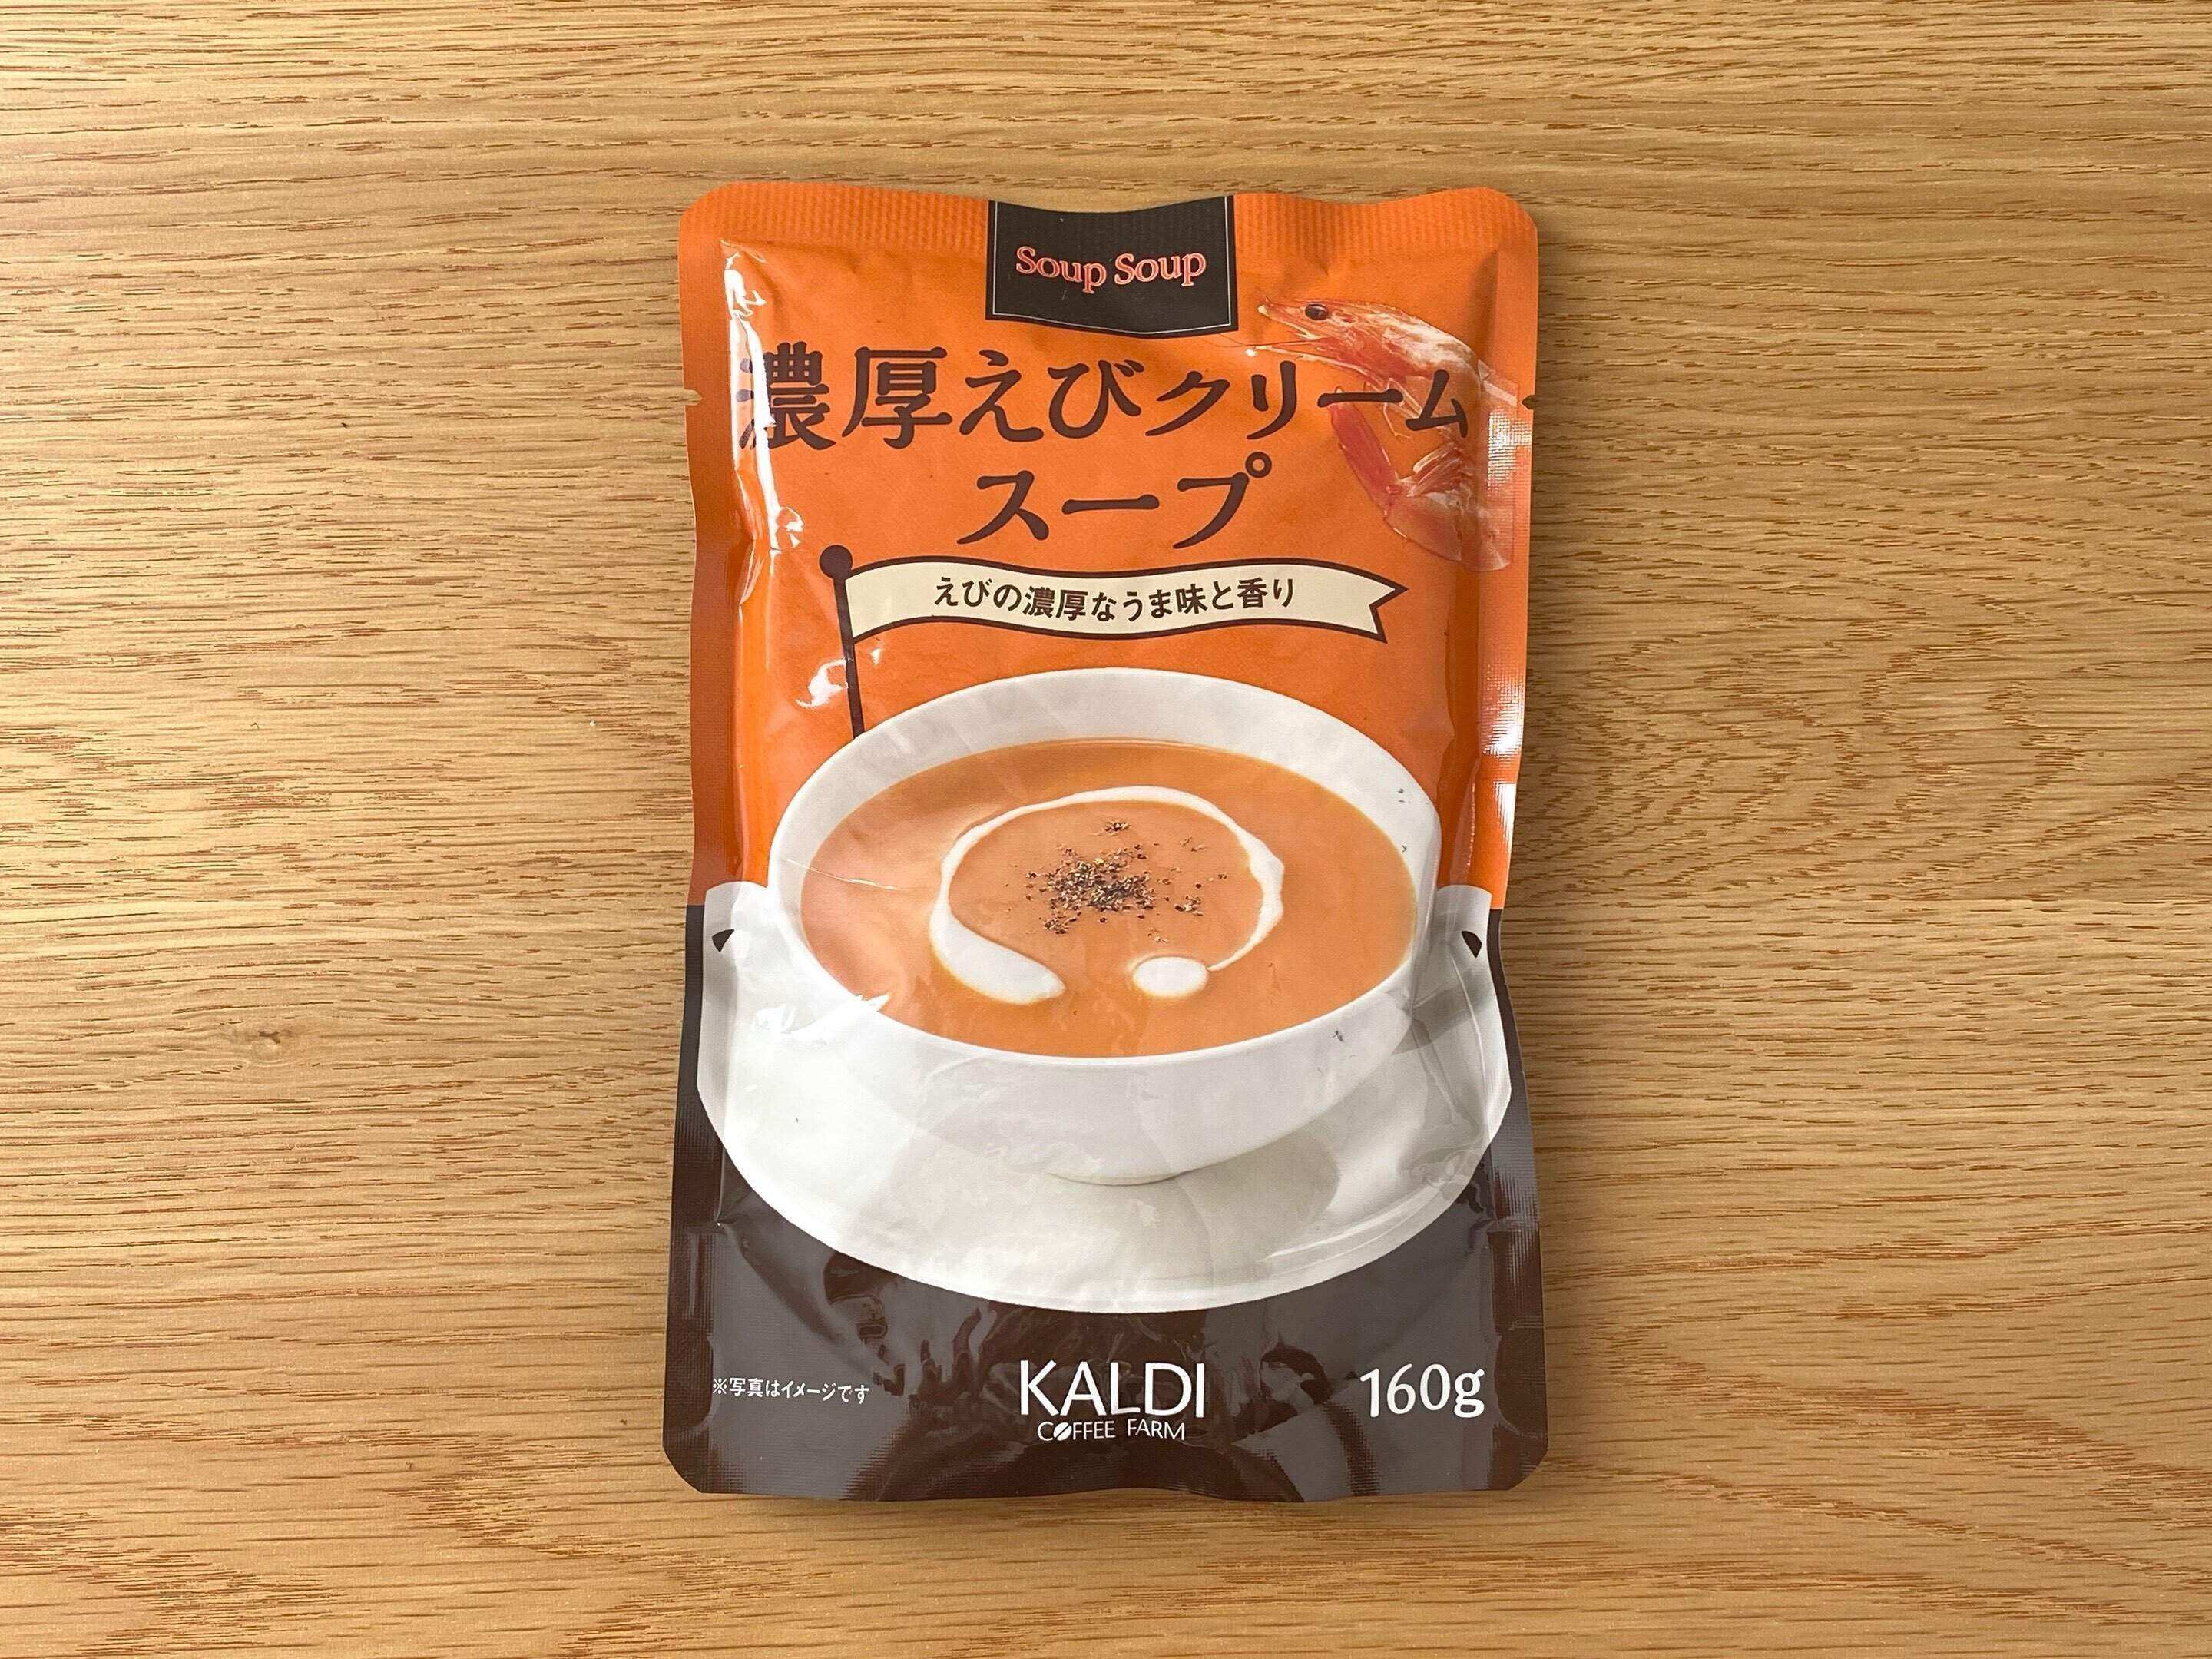 Soup Soup
濃厚えびクリーム
スープ
えびの濃厚なうま味と香り
※写真はイメージです
KALDI
COFFEE FARM
160g